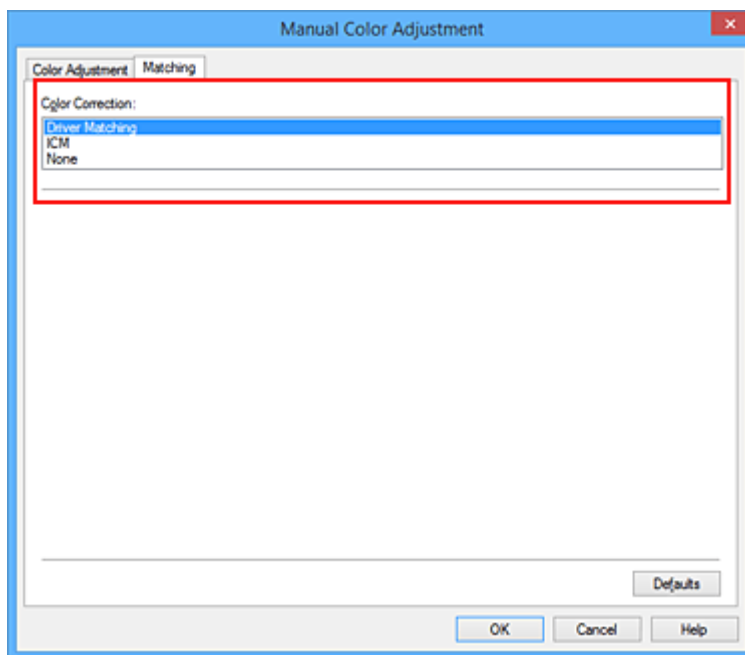 Manual Color Adjustment
Color Adjustment Matching
Color Correction:
Driver Matching
ICM
None
Defaults
OK Cancel Help